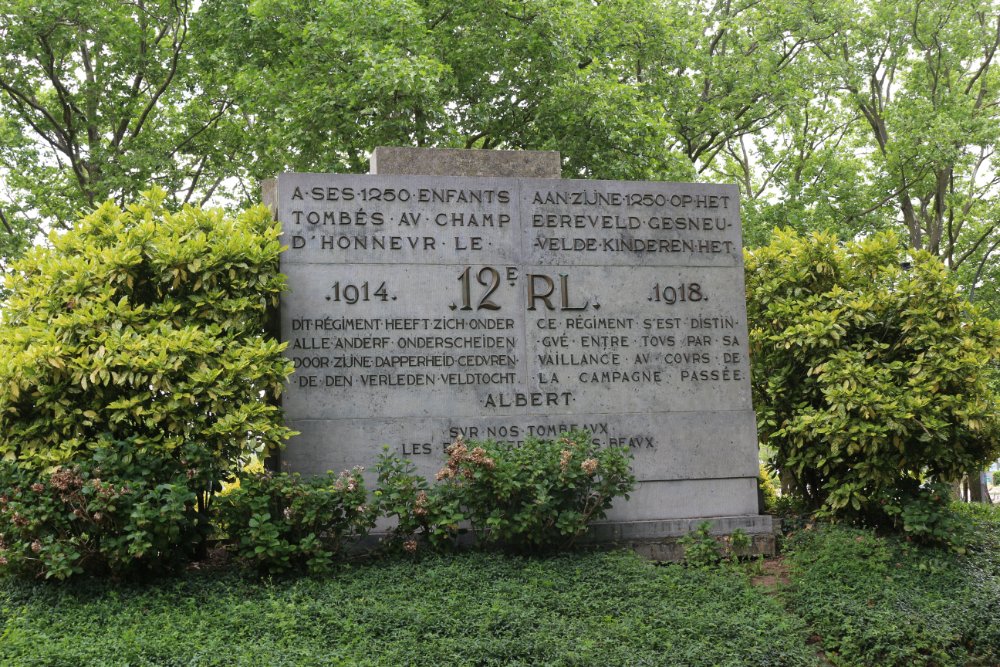 A·SES·1250·ENFANTS
TOMBÉS·AV·CHAMP
D'HONNEVR·LE·
AAN·ZIJNE·1250·OP·HET
EEREVELD·GESNEU-
VELDE·KINDEREN·HET
.1914. .12E RL. .1918.
DIT·RÉGIMENT·HEEFT·ZICH·ONDER
ALLE·ANDERF·ONDERSCHEIDEN
DOOR·ZIJNE·DAPPERHEID·CEDVREN-
DE·DEN·VERLEDEN·VELDTOCHT.
CE·RÉGIMENT·S'EST·DISTIN-
GVÉ·ENTRE·TOVS·PAR·SA
VAILLANCE·AV·COVRS·DE
LA·CAMPAGNE·PASSÉE.
·ALBERT·
SVR·NOS·TOMBEAVX
LES BEAVX